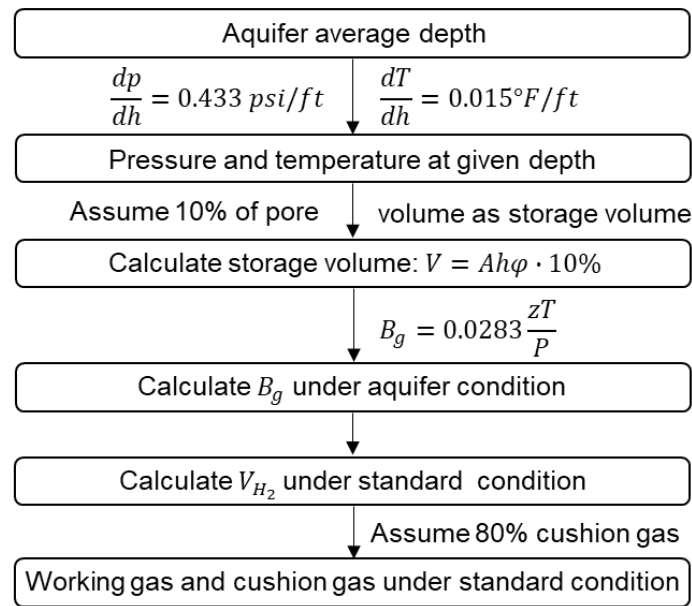 Aquifer average depth
dp/dh = 0.433 psi/ft dT/dh = 0.015°F/ft
Pressure and temperature at given depth
Assume 10% of pore volume as storage volume
Calculate storage volume: V = Ahφ · 10%
B_g = 0.0283 zT/P
Calculate B_g under aquifer condition
Calculate V_{H_2} under standard condition
Assume 80% cushion gas
Working gas and cushion gas under standard condition